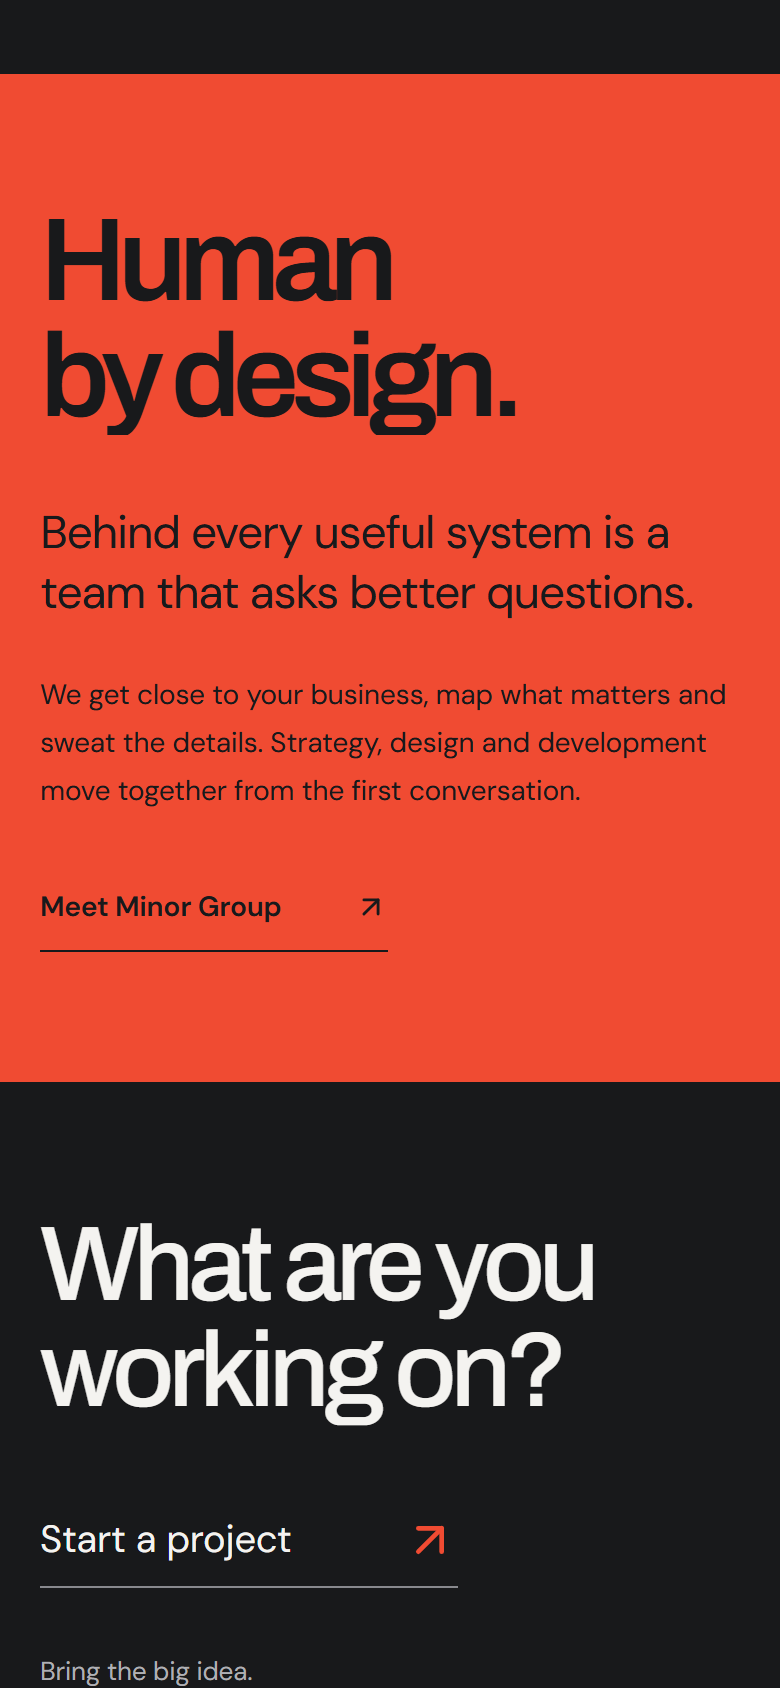 Human
by design.
Behind every useful system is a
team that asks better questions.
We get close to your business, map what matters and
sweat the details. Strategy, design and development
move together from the first conversation.
Meet Minor Group
What are you
working on?
Start a project
Bring the big idea.